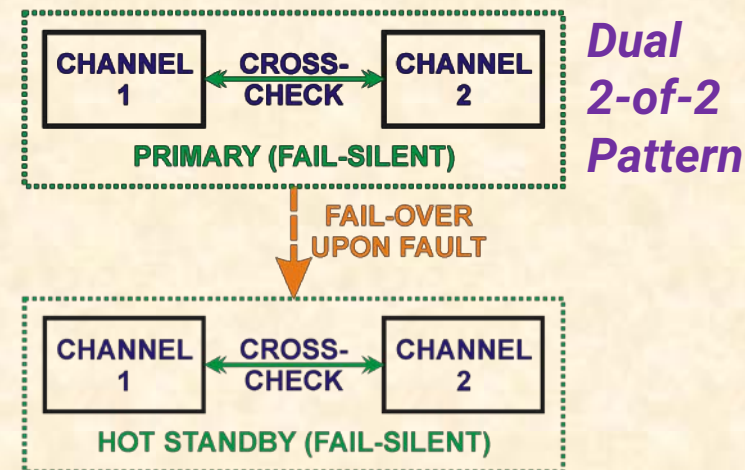 Dual
2-of-2
Pattern
CHANNEL
1
CROSS-
CHECK
CHANNEL
2
PRIMARY (FAIL-SILENT)
FAIL-OVER
UPON FAULT
CHANNEL
1
CROSS-
CHECK
CHANNEL
2
HOT STANDBY (FAIL-SILENT)